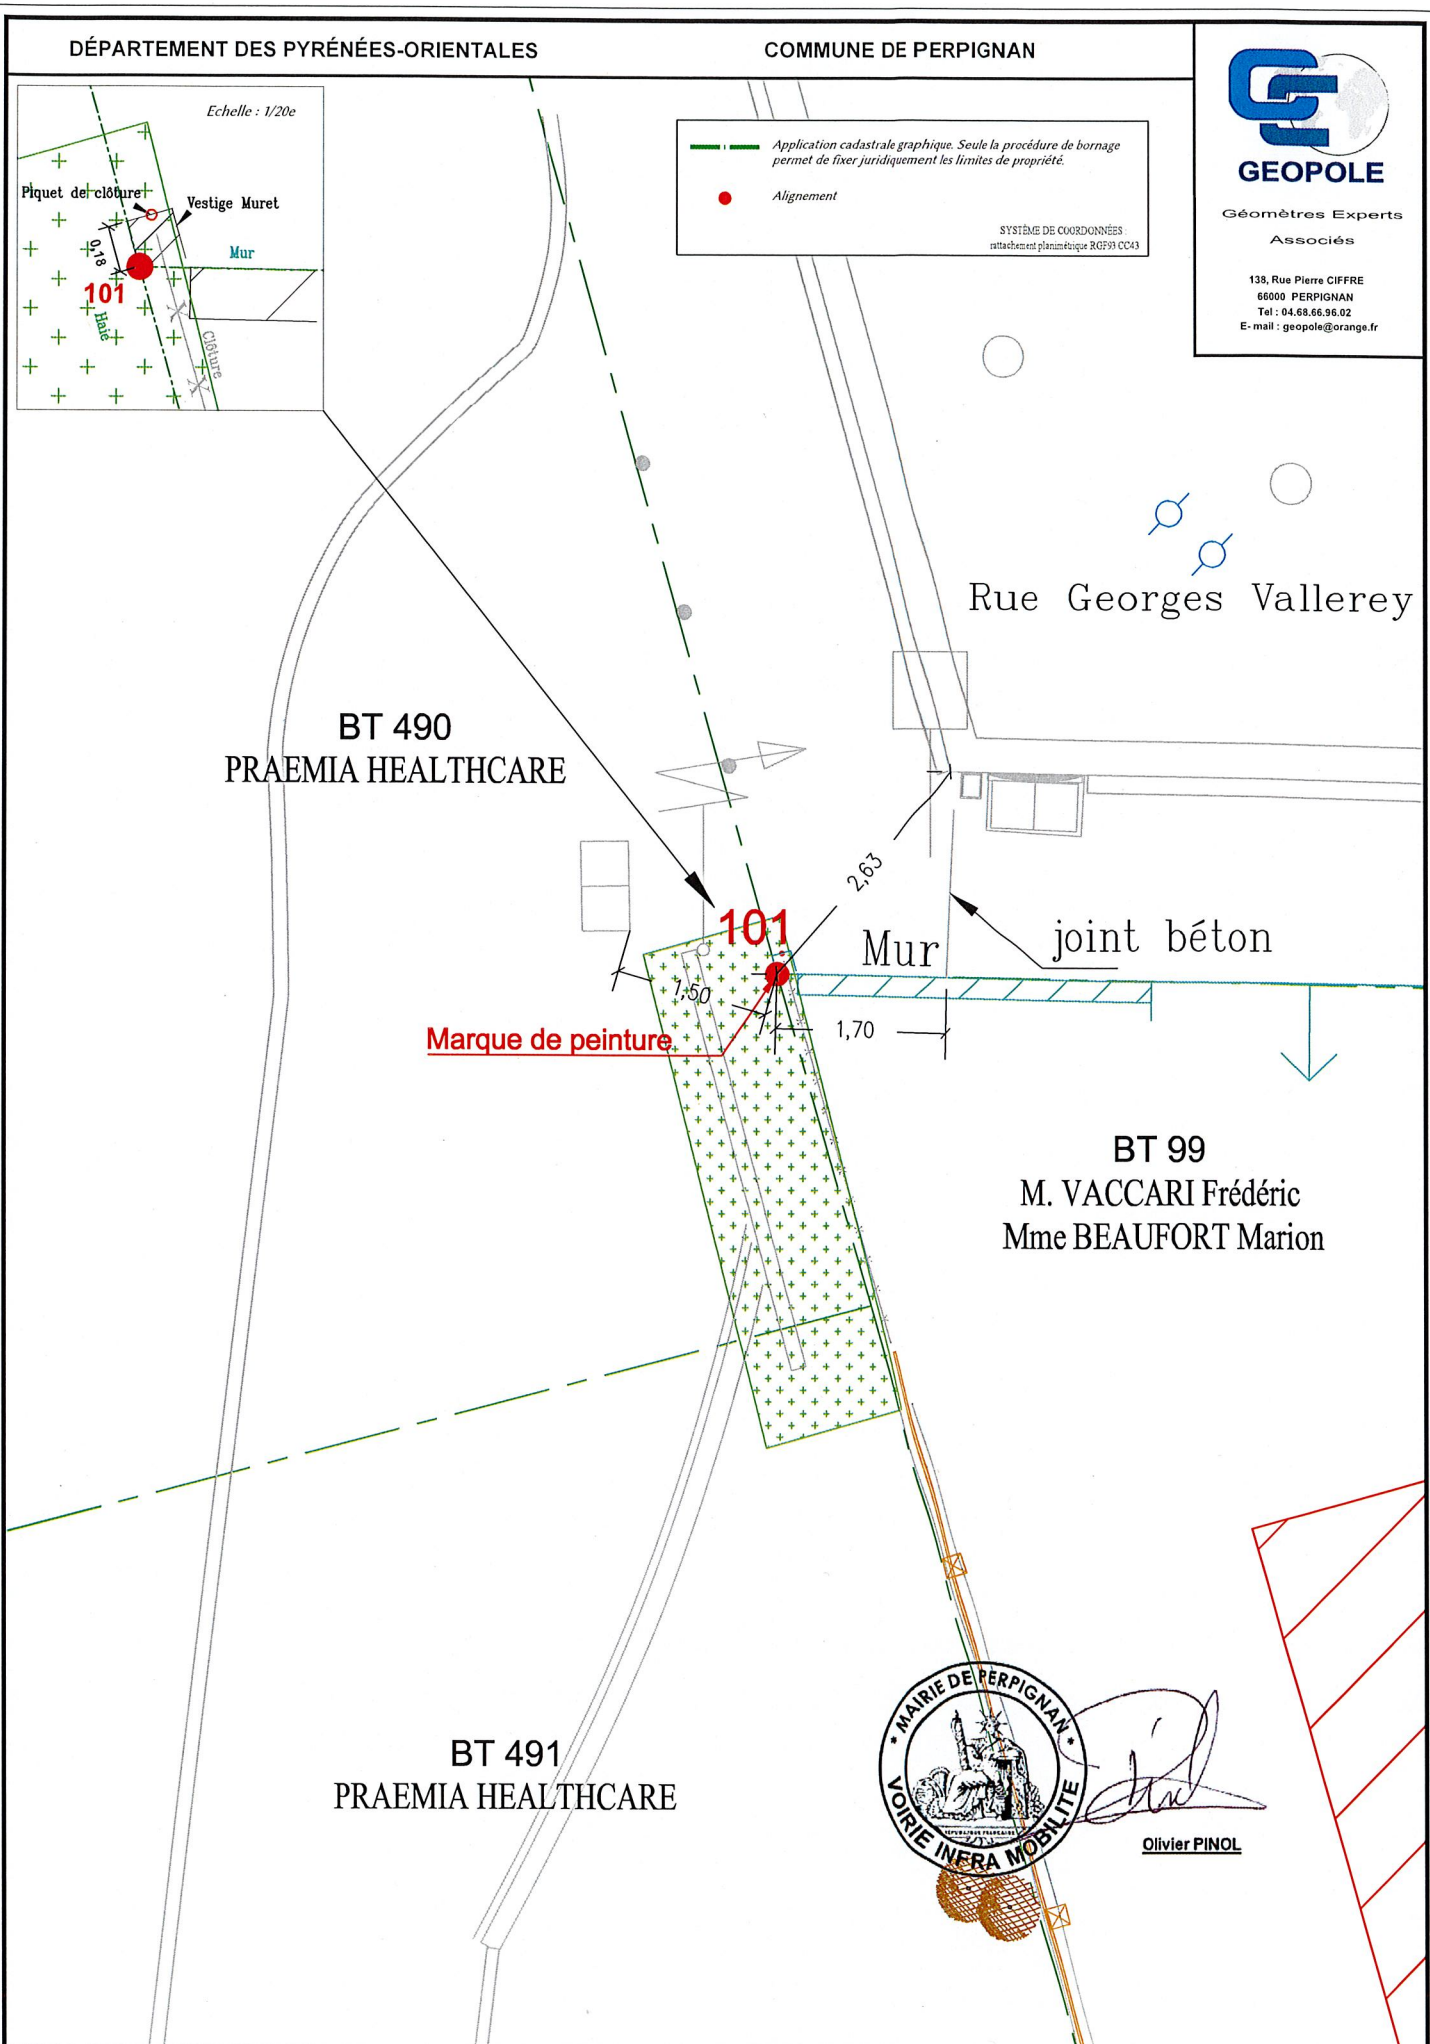 DÉPARTEMENT DES PYRÉNÉES-ORIENTALES
COMMUNE DE PERPIGNAN
GEOPOLE
Géomètres Experts
Associés
138, Rue Pierre CIFFRE
66000 PERPIGNAN
Tel : 04.68.66.96.02
E-mail : geopole@orange.fr
Echelle : 1/20e
Piquet de clôture
Vestige Muret
0,18
Mur
101
Haie
Clôture
Application cadastrale graphique. Seule la procédure de bornage
permet de fixer juridiquement les limites de propriété.
Alignement
SYSTÈME DE COORDONNÉES :
rattachement planimétrique RGF93 CC43
Rue Georges Vallerey
BT 490
PRAEMIA HEALTHCARE
2,63
101
Mur
joint béton
1,50
1,70
Marque de peinture
BT 99
M. VACCARI Frédéric
Mme BEAUFORT Marion
BT 491
PRAEMIA HEALTHCARE
* MAIRIE DE PERPIGNAN *
VOIRIE INFRA MOBILITE
RÉPUBLIQUE FRANÇAISE
Olivier PINOL